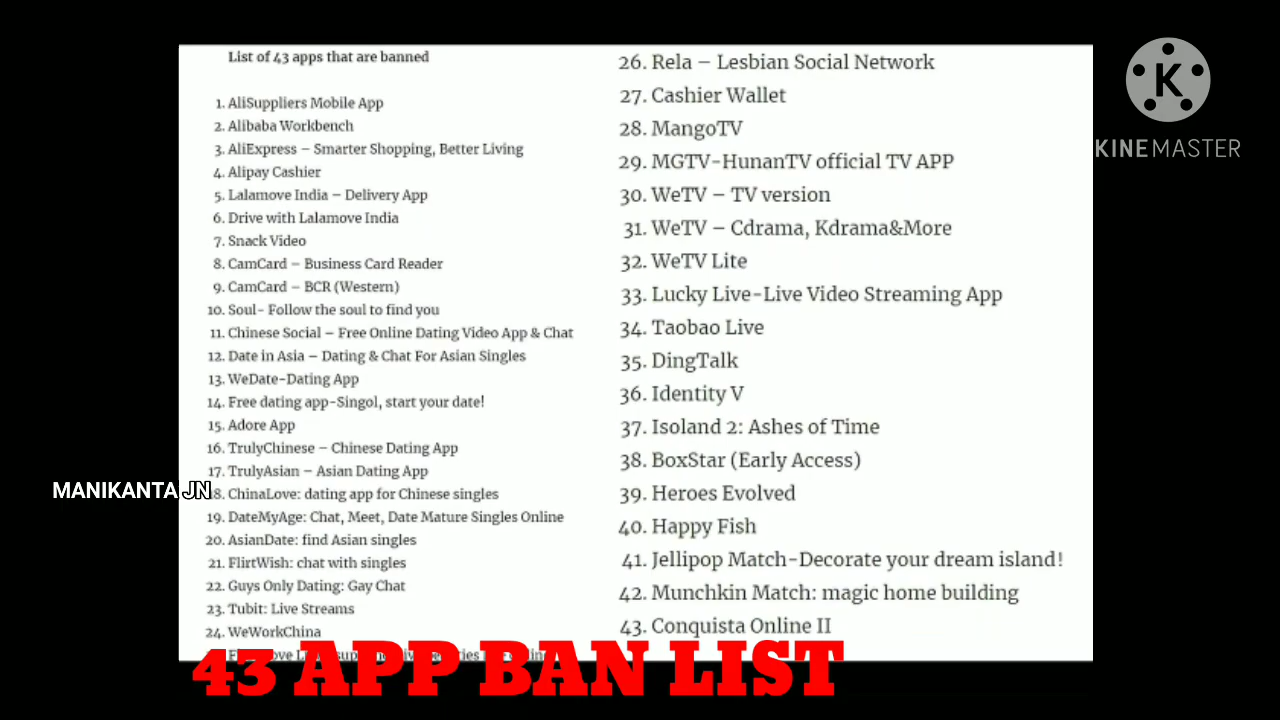 List of 43 apps that are banned
1. AliSuppliers Mobile App
2. Alibaba Workbench
3. AliExpress – Smarter Shopping, Better Living
4. Alipay Cashier
5. Lalamove India – Delivery App
6. Drive with Lalamove India
7. Snack Video
8. CamCard – Business Card Reader
9. CamCard – BCR (Western)
10. Soul- Follow the soul to find you
11. Chinese Social – Free Online Dating Video App & Chat
12. Date in Asia – Dating & Chat For Asian Singles
13. WeDate-Dating App
14. Free dating app-Singol, start your date!
15. Adore App
16. TrulyChinese – Chinese Dating App
17. TrulyAsian – Asian Dating App
18. ChinaLove: dating app for Chinese singles
19. DateMyAge: Chat, Meet, Date Mature Singles Online
20. AsianDate: find Asian singles
21. FlirtWish: chat with singles
22. Guys Only Dating: Gay Chat
23. Tubit: Live Streams
24. WeWorkChina
26. Rela – Lesbian Social Network
27. Cashier Wallet
28. MangoTV
29. MGTV-HunanTV official TV APP
30. WeTV – TV version
31. WeTV – Cdrama, Kdrama&More
32. WeTV Lite
33. Lucky Live-Live Video Streaming App
34. Taobao Live
35. DingTalk
36. Identity V
37. Isoland 2: Ashes of Time
38. BoxStar (Early Access)
39. Heroes Evolved
40. Happy Fish
41. Jellipop Match-Decorate your dream island!
42. Munchkin Match: magic home building
43. Conquista Online II
K
KINEMASTER
MANIKANTA JN
43 APP BAN LIST